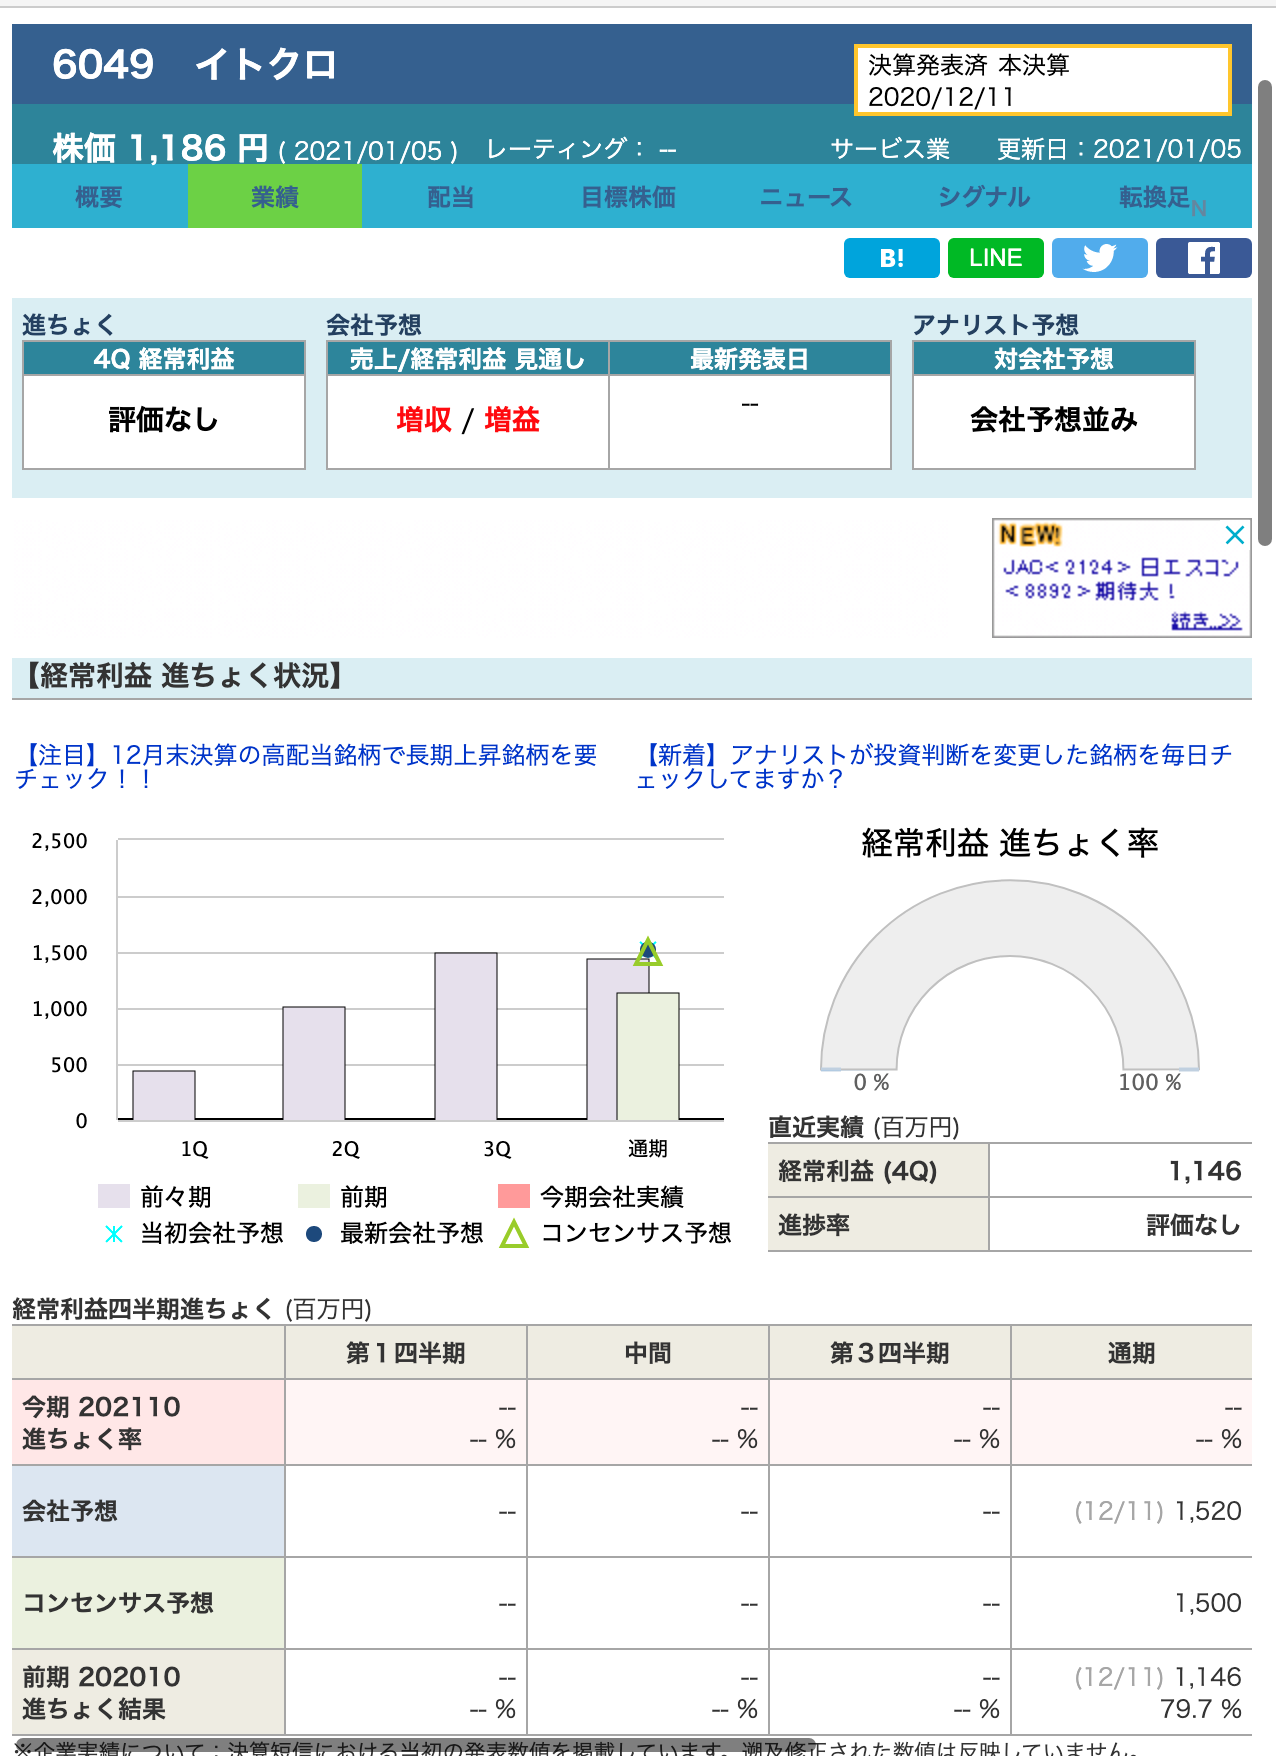 6049　イトクロ
決算発表済 本決算
2020/12/11
株価 1,186 円 ( 2021/01/05 ) レーティング： -- サービス業 更新日：2021/01/05
概要 業績 配当 目標株価 ニュース シグナル 転換足N
B! LINE
進ちょく 会社予想 アナリスト予想
4Q 経常利益 売上/経常利益 見通し 最新発表日 対会社予想
評価なし 増収 / 増益 -- 会社予想並み
NEW!
JAC<2124> 日エスコン
<8892>期待大！
続き..>>
【経常利益 進ちょく状況】
【注目】12月末決算の高配当銘柄で長期上昇銘柄を要
チェック！！
【新着】アナリストが投資判断を変更した銘柄を毎日チ
ェックしてますか？
2,500
2,000
1,500
1,000
500
0
1Q 2Q 3Q 通期
前々期 前期 今期会社実績
当初会社予想 最新会社予想 コンセンサス予想
経常利益 進ちょく率
0 % 100 %
直近実績 (百万円)
経常利益 (4Q) 1,146
進捗率 評価なし
経常利益四半期進ちょく (百万円)
第１四半期 中間 第３四半期 通期
今期 202110 -- -- -- --
進ちょく率 -- % -- % -- % -- %
会社予想 -- -- -- (12/11) 1,520
コンセンサス予想 -- -- -- 1,500
前期 202010 -- -- -- (12/11) 1,146
進ちょく結果 -- % -- % -- % 79.7 %
※企業実績について：決算短信における当初の発表数値を掲載しています。遡及修正された数値は反映していません。